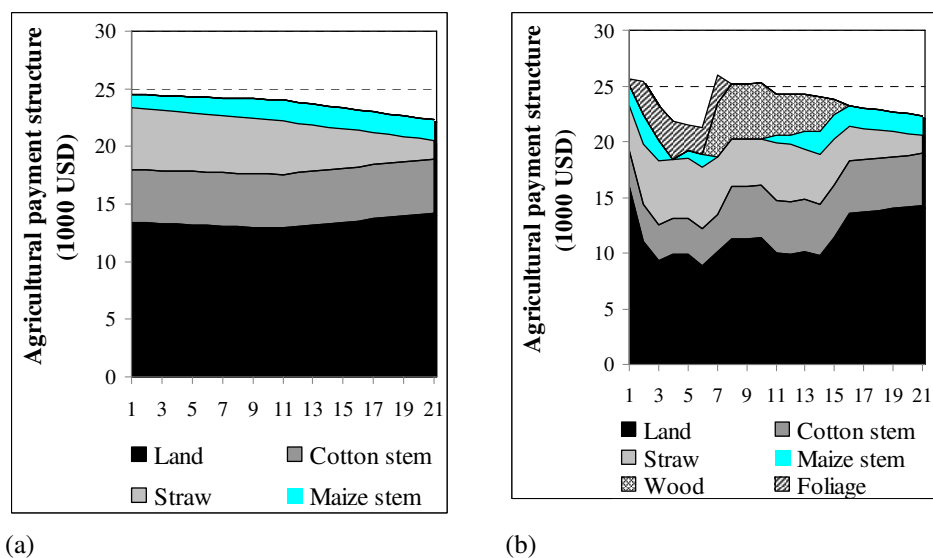 Agricultural payment structure
(1000 USD)
30
25
20
15
10
5
0
1 3 5 7 9 11 13 15 17 19 21
Land Cotton stem
Straw Maize stem
(a)
Agricultural payment structure
(1000 USD)
30
25
20
15
10
5
0
1 3 5 7 9 11 13 15 17 19 21
Land Cotton stem
Straw Maize stem
Wood Foliage
(b)